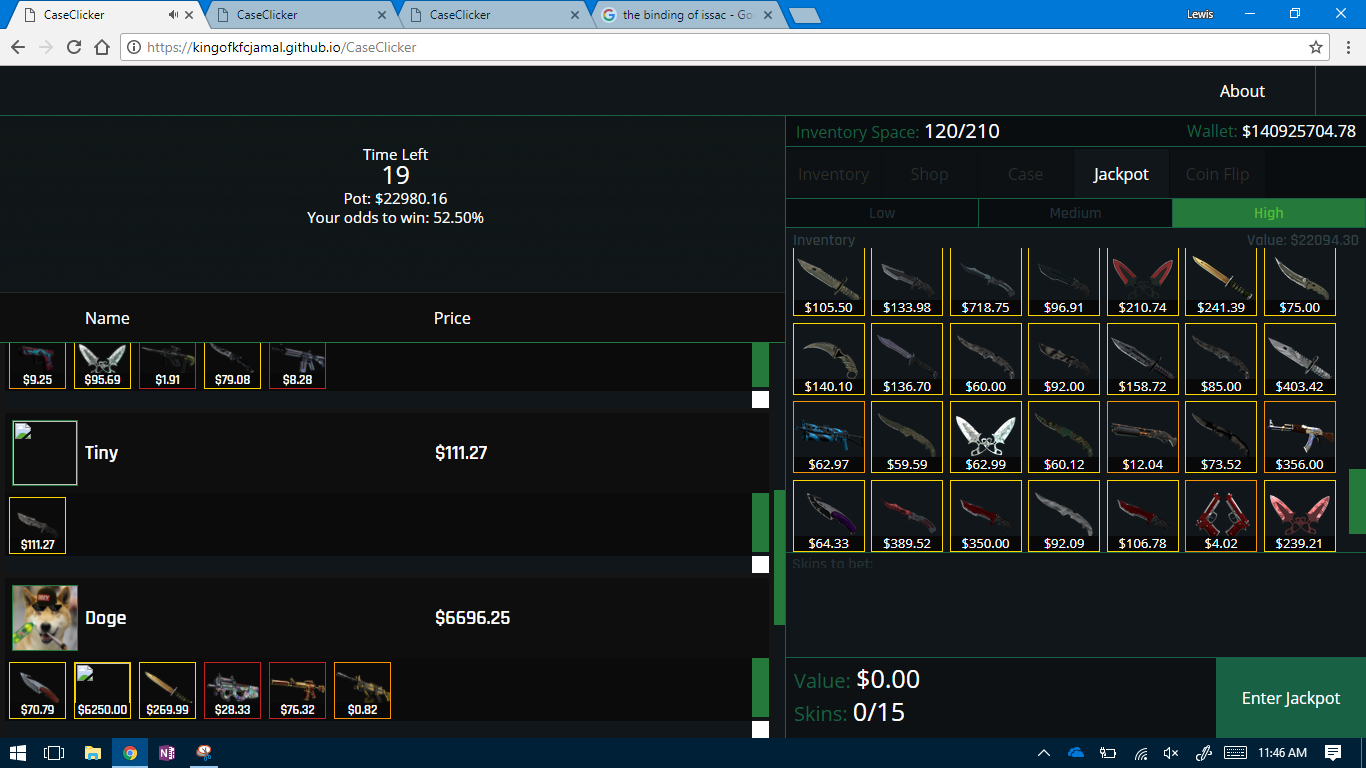 CaseClicker
CaseClicker
CaseClicker
the binding of issac - Go
Lewis
https://kingofkfcjamal.github.io/CaseClicker
About
Time Left
19
Pot: $22980.16
Your odds to win: 52.50%
Name Price
$9.25 $95.69 $1.91 $79.08 $8.28
Tiny $111.27
$111.27
Doge $6696.25
$70.79 $6250.00 $269.99 $28.33 $76.32 $0.82
Inventory Space: 120/210 Wallet: $140925704.78
Inventory Shop Case Jackpot Coin Flip
Low Medium High
Inventory Value: $22094.30
$105.50 $133.98 $718.75 $96.91 $210.74 $241.39 $75.00
$140.10 $136.70 $60.00 $92.00 $158.72 $85.00 $403.42
$62.97 $59.59 $62.99 $60.12 $12.04 $73.52 $356.00
$64.33 $389.52 $350.00 $92.09 $106.78 $4.02 $239.21
Skins to bet:
Value: $0.00
Skins: 0/15
Enter Jackpot
11:46 AM